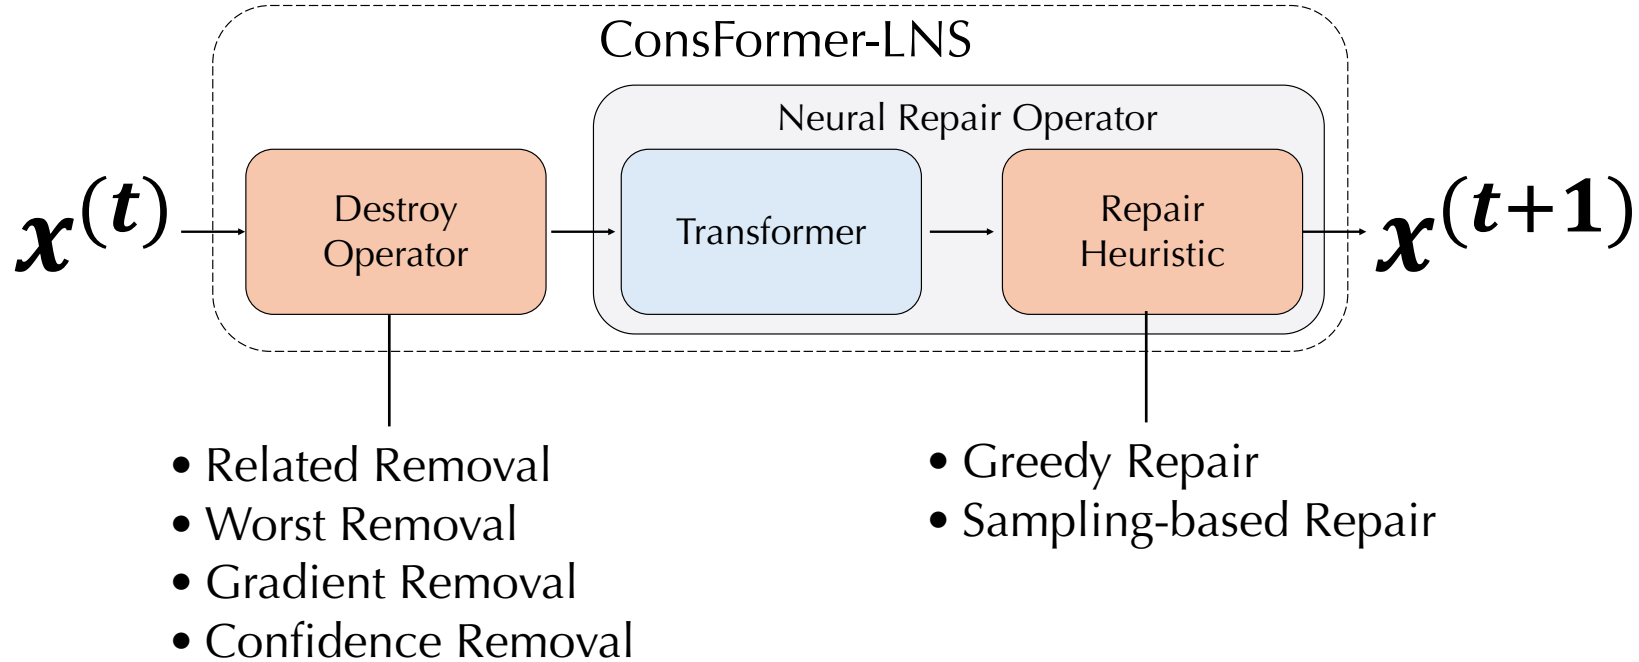 ConsFormer-LNS
Neural Repair Operator
x^(t)
Destroy
Operator
Transformer
Repair
Heuristic
x^(t+1)
• Related Removal
• Worst Removal
• Gradient Removal
• Confidence Removal
• Greedy Repair
• Sampling-based Repair